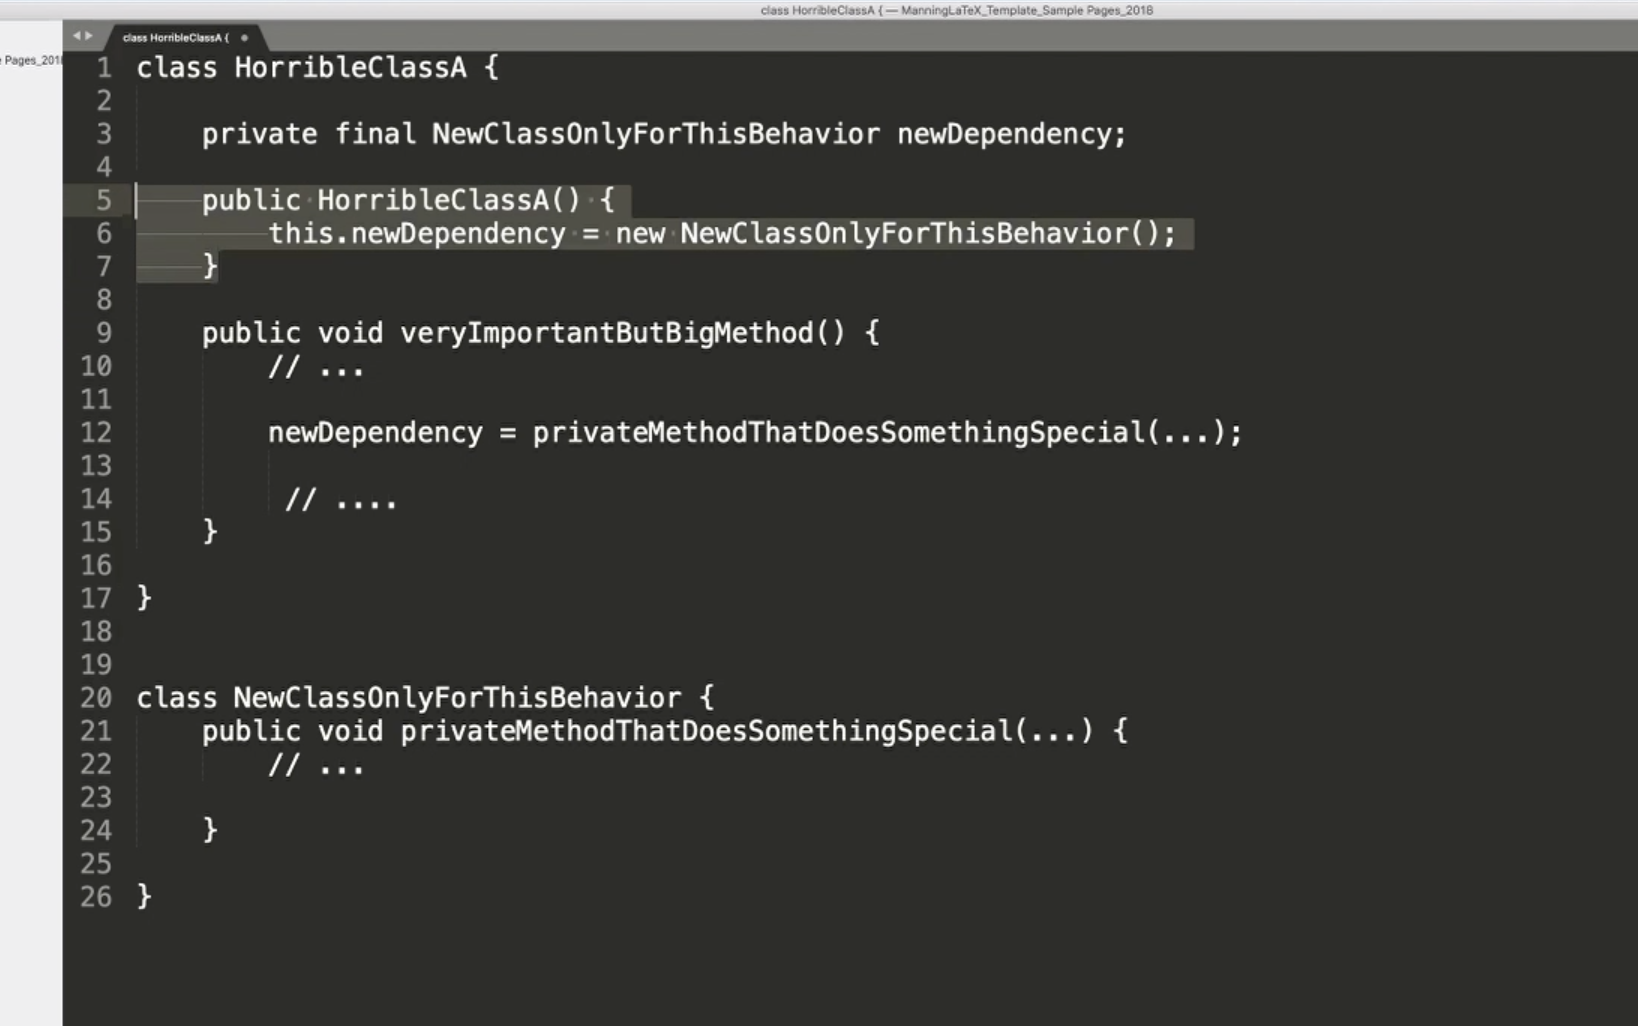 class HorribleClassA { — ManningLaTeX_Template_Sample Pages_2018
class HorribleClassA {
Pages_201
1 class HorribleClassA {
2
3 private final NewClassOnlyForThisBehavior newDependency;
4
5 public HorribleClassA() {
6 this.newDependency = new NewClassOnlyForThisBehavior();
7 }
8
9 public void veryImportantButBigMethod() {
10 // ...
11
12 newDependency = privateMethodThatDoesSomethingSpecial(...);
13
14 // ....
15 }
16
17 }
18
19
20 class NewClassOnlyForThisBehavior {
21 public void privateMethodThatDoesSomethingSpecial(...) {
22 // ...
23
24 }
25
26 }